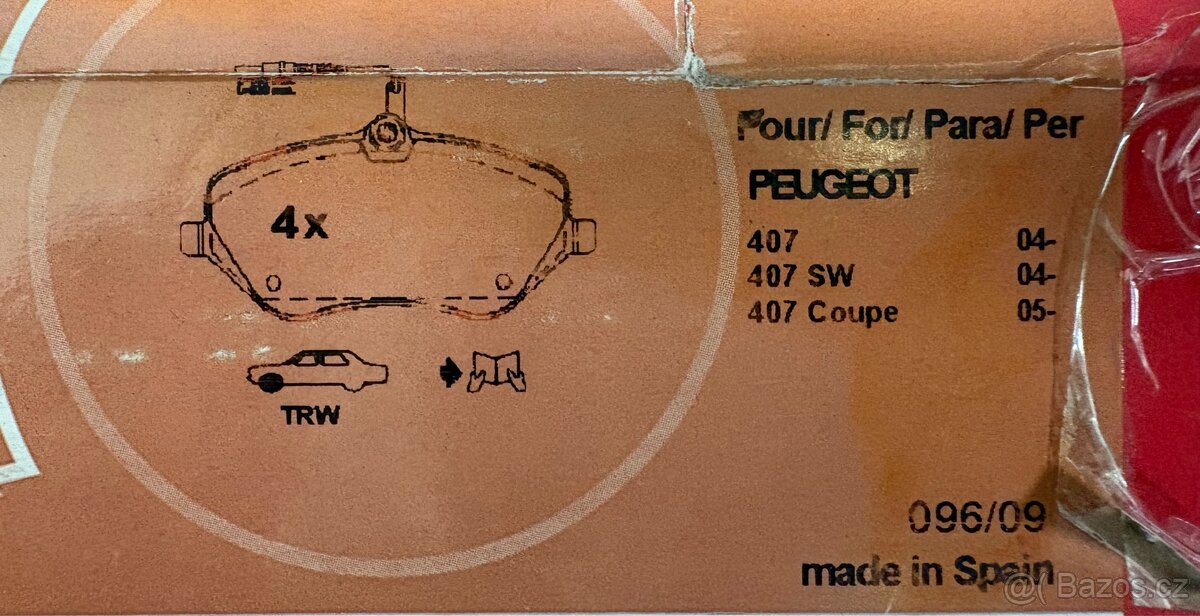 4x
TRW
Pour/ For/ Para/ Per
PEUGEOT
407 04-
407 SW 04-
407 Coupe 05-
096/09
made in Spain
@( Bazos.cz